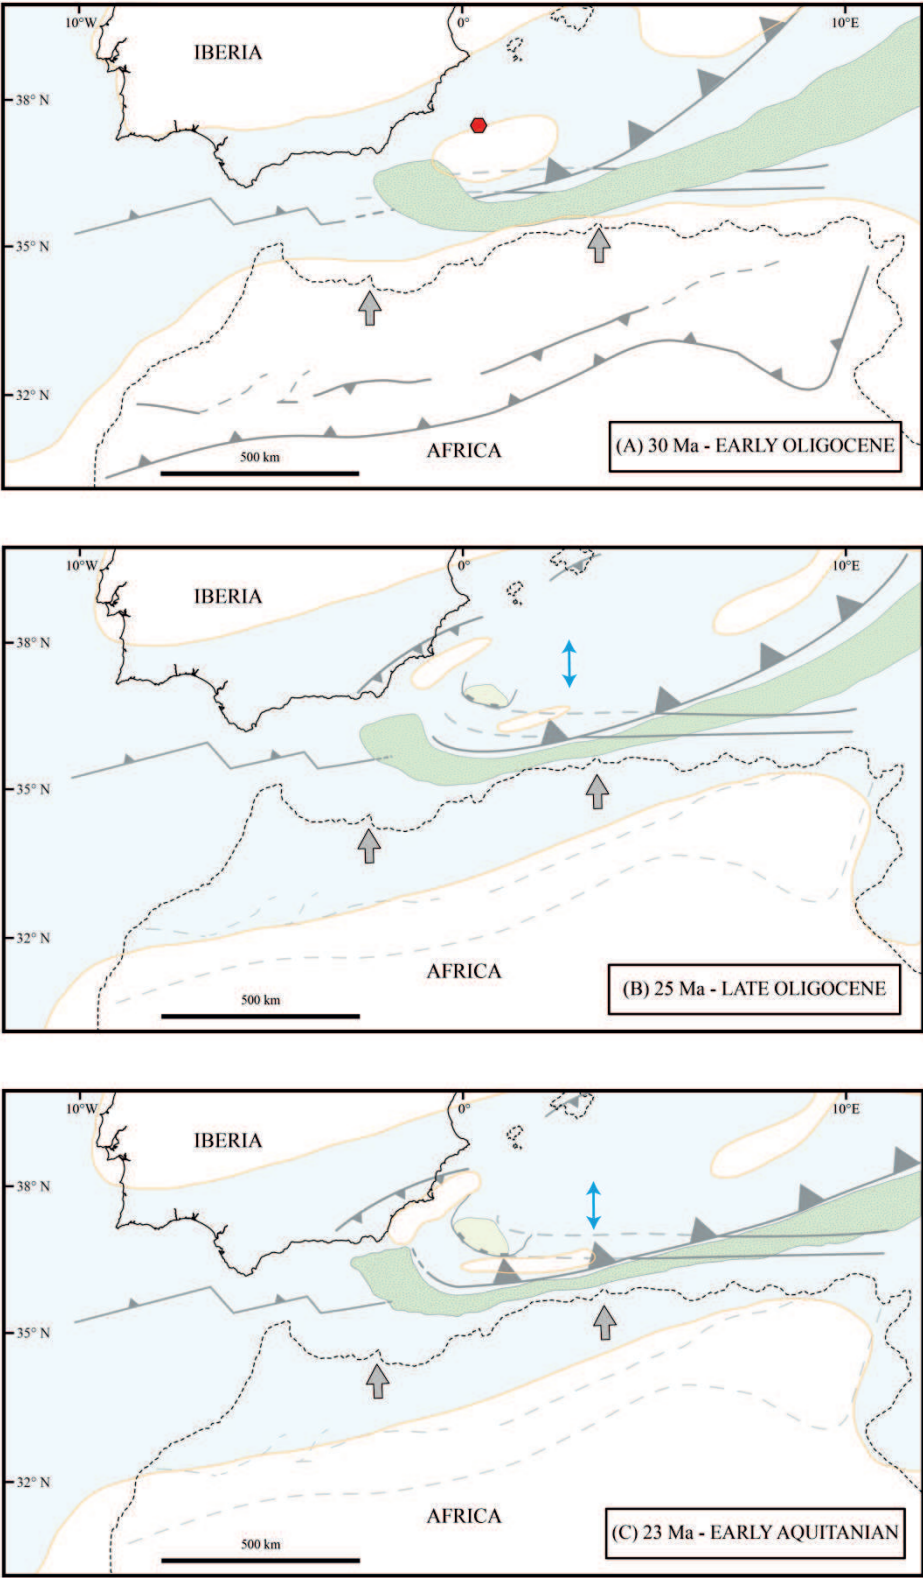 10°W 0° 10°E
IBERIA
38° N
35° N
32° N
AFRICA
500 km
(A) 30 Ma - EARLY OLIGOCENE
10°W 0° 10°E
IBERIA
38° N
35° N
32° N
AFRICA
500 km
(B) 25 Ma - LATE OLIGOCENE
10°W 0° 10°E
IBERIA
38° N
35° N
32° N
AFRICA
500 km
(C) 23 Ma - EARLY AQUITANIAN